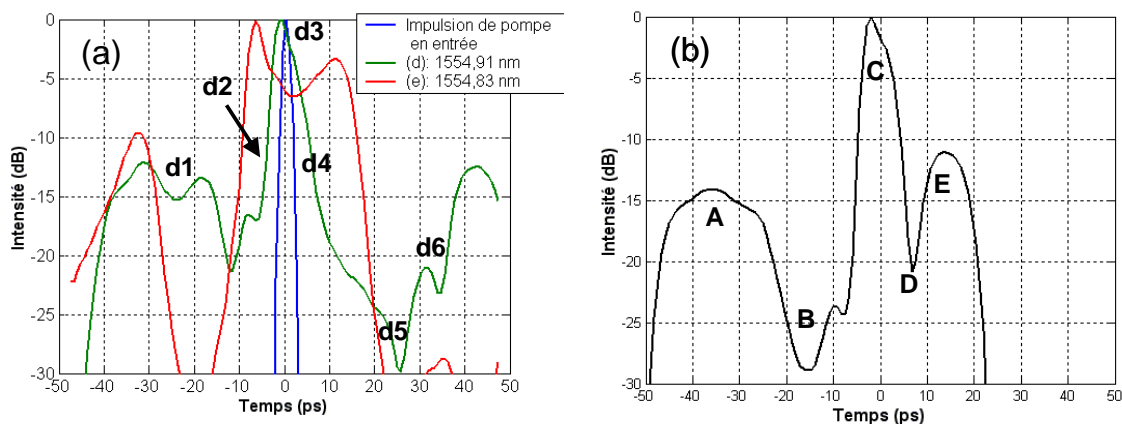 (a)
Impulsion de pompe
en entrée
(d): 1554,91 nm
(e): 1554,83 nm
d1
d2
d3
d4
d5
d6
0
-5
-10
-15
-20
-25
-30
Intensité (dB)
-50 -40 -30 -20 -10 0 10 20 30 40 50
Temps (ps)
(b)
A
B
C
D
E
0
-5
-10
-15
-20
-25
-30
Intensité (dB)
-50 -40 -30 -20 -10 0 10 20 30 40 50
Temps (ps)